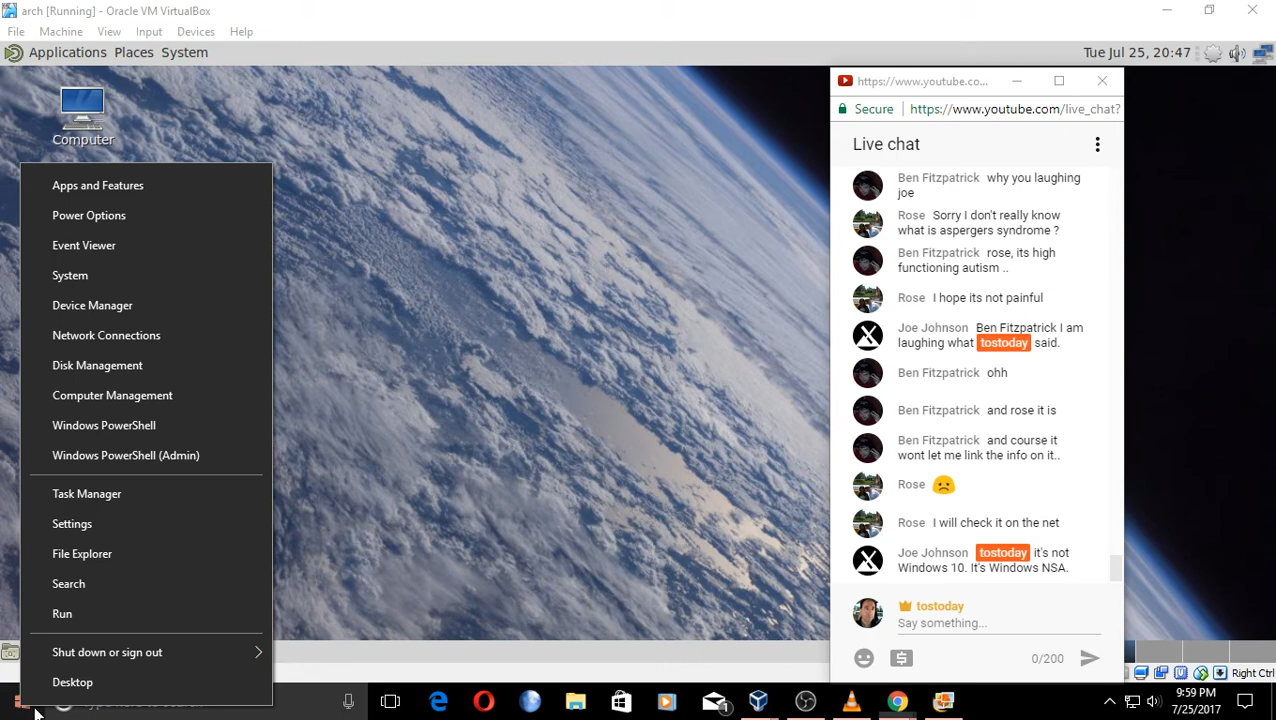 arch [Running] - Oracle VM VirtualBox
File Machine View Input Devices Help
Applications Places System
Tue Jul 25, 20:47
Computer
Apps and Features
Power Options
Event Viewer
System
Device Manager
Network Connections
Disk Management
Computer Management
Windows PowerShell
Windows PowerShell (Admin)
Task Manager
Settings
File Explorer
Search
Run
Shut down or sign out
Desktop
https://www.youtube.co...
Secure https://www.youtube.com/live_chat?
Live chat
Ben Fitzpatrick why you laughing
joe
Rose Sorry I don't really know
what is aspergers syndrome ?
Ben Fitzpatrick rose, its high
functioning autism ..
Rose I hope its not painful
Joe Johnson Ben Fitzpatrick I am
laughing what tostoday said.
Ben Fitzpatrick ohh
Ben Fitzpatrick and rose it is
Ben Fitzpatrick and course it
wont let me link the info on it..
Rose
Rose I will check it on the net
Joe Johnson tostoday it's not
Windows 10. It's Windows NSA.
tostoday
Say something...
0/200
Right Ctrl
1
9:59 PM
7/25/2017